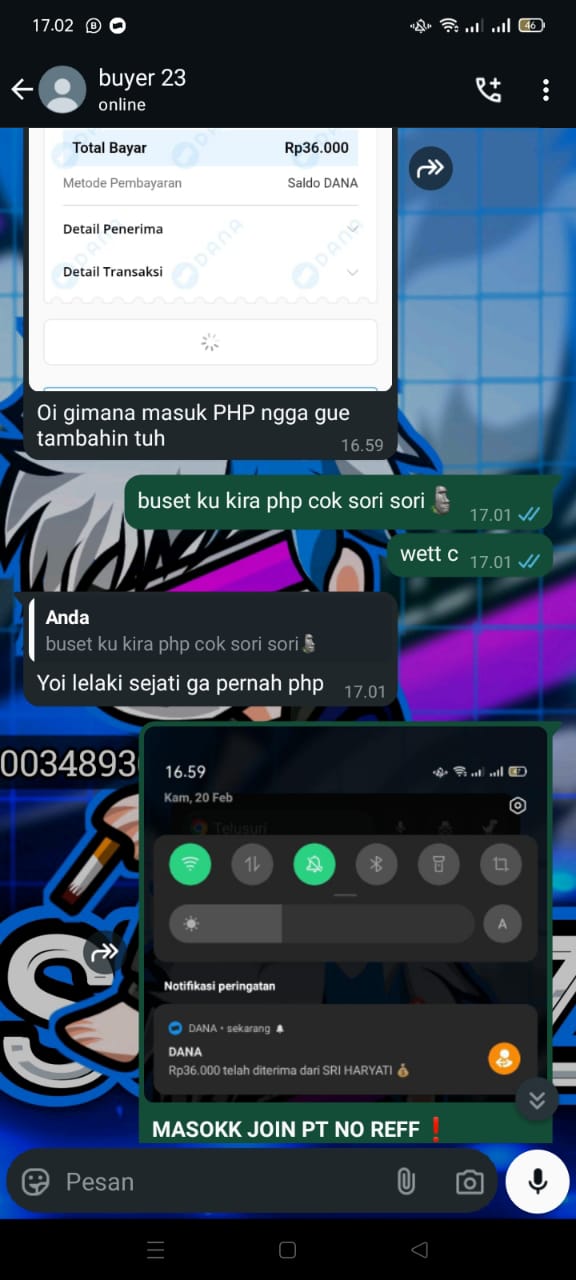 17.02
46
buyer 23
online
Total Bayar Rp36.000
Metode Pembayaran Saldo DANA
Detail Penerima
Detail Transaksi
DANA
DANA
DANA
Oi gimana masuk PHP ngga gue
tambahin tuh
16.59
buset ku kira php cok sori sori🗿
17.01
wett c
17.01
Anda
buset ku kira php cok sori sori🗿
Yoi lelaki sejati ga pernah php
17.01
0034893
16.59
Kam, 20 Feb
Telusuri
A
Notifikasi peringatan
DANA • sekarang
DANA
Rp36.000 telah diterima dari SRI HARYATI 💰
MASOKK JOIN PT NO REFF❗
S
Z
Pesan